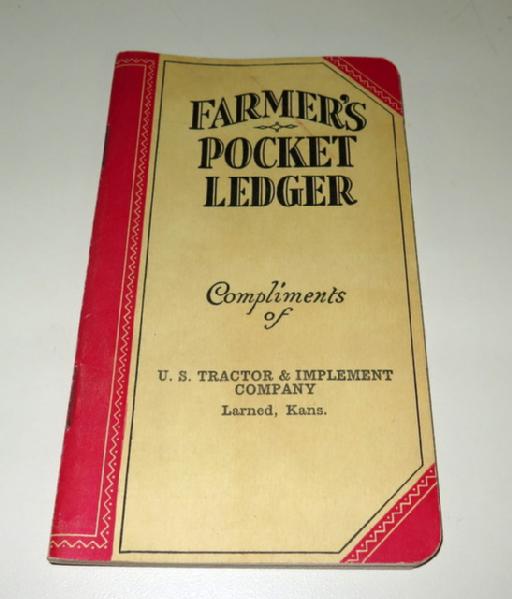 FARMER'S
POCKET
LEDGER
Compliments
of
U. S. TRACTOR & IMPLEMENT
COMPANY
Larned, Kans.